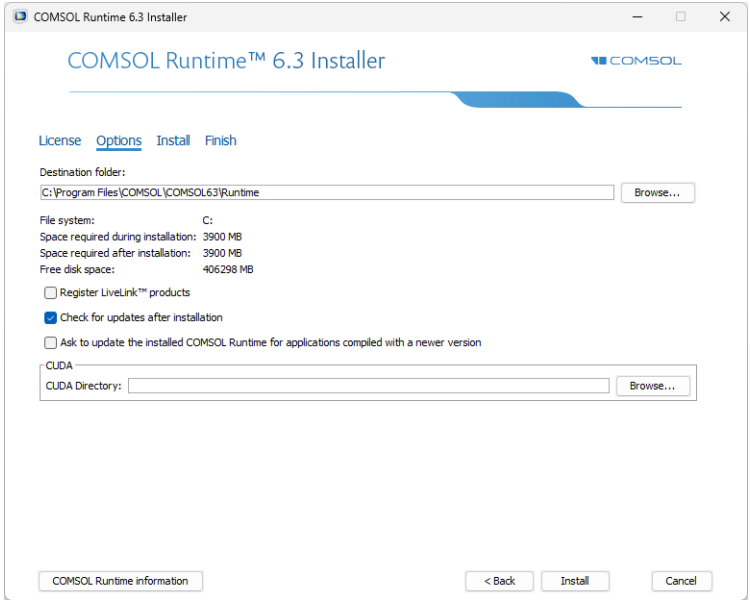 COMSOL Runtime 6.3 Installer
COMSOL Runtime™ 6.3 Installer
COMSOL
License Options Install Finish
Destination folder:
C:\Program Files\COMSOL\COMSOL63\Runtime Browse...
File system: C:
Space required during installation: 3900 MB
Space required after installation: 3900 MB
Free disk space: 406298 MB
Register LiveLink™ products
Check for updates after installation
Ask to update the installed COMSOL Runtime for applications compiled with a newer version
CUDA
CUDA Directory: Browse...
COMSOL Runtime information < Back Install Cancel